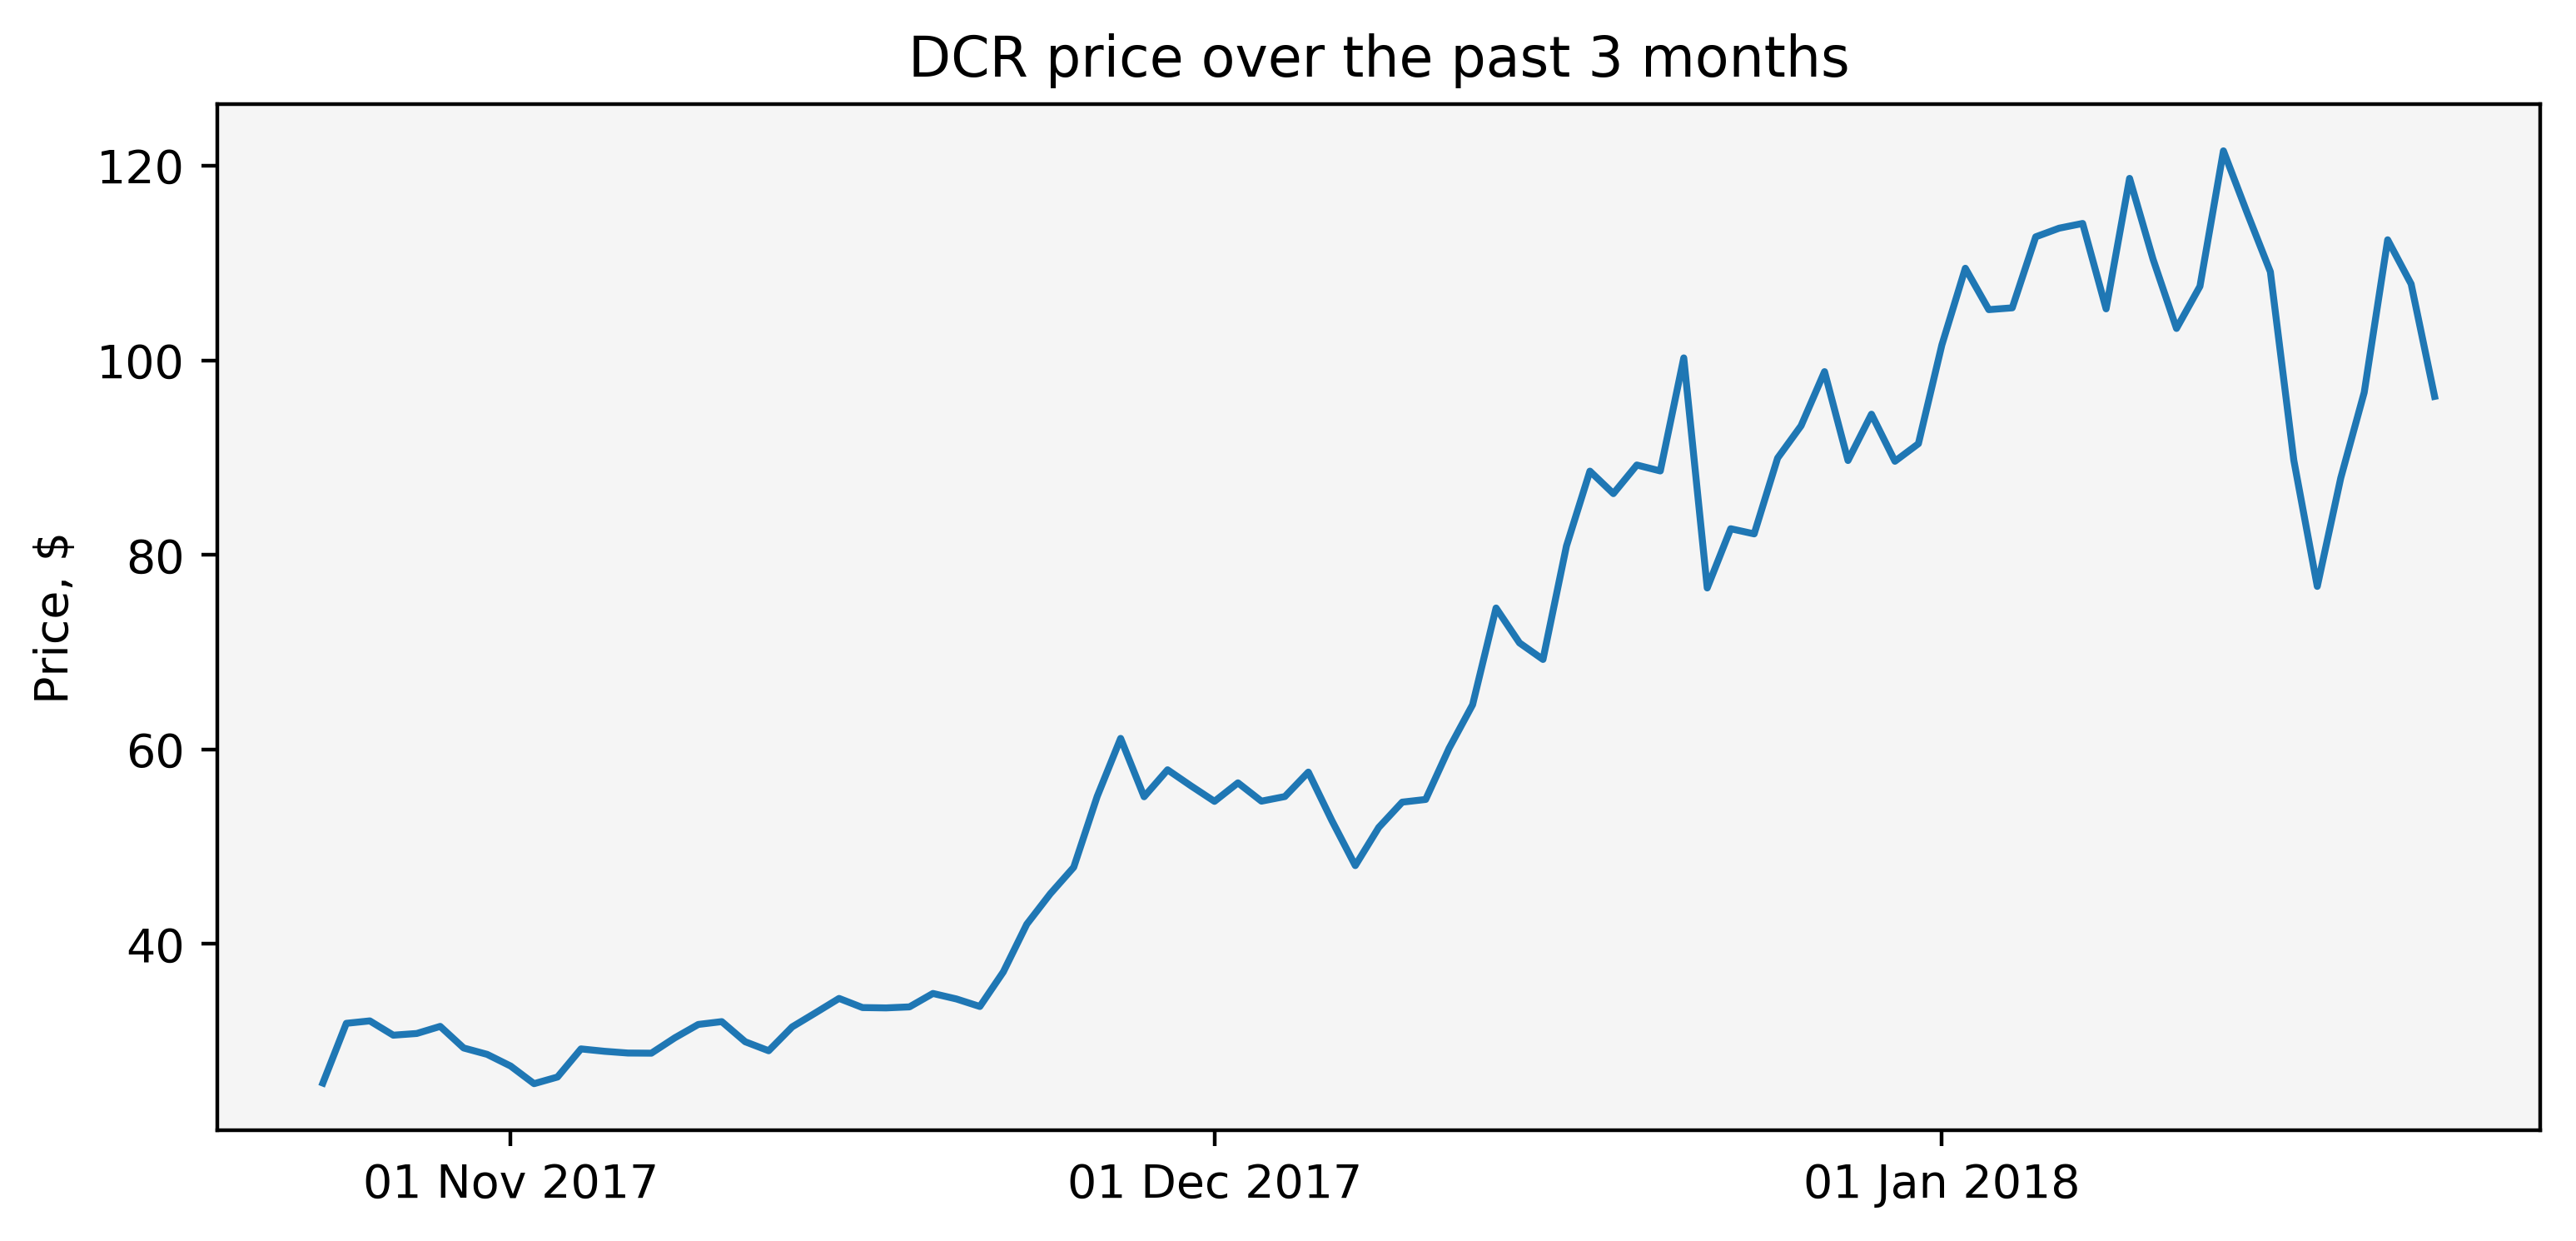 DCR price over the past 3 months
Price, $
120
100
80
60
40
01 Nov 2017
01 Dec 2017
01 Jan 2018